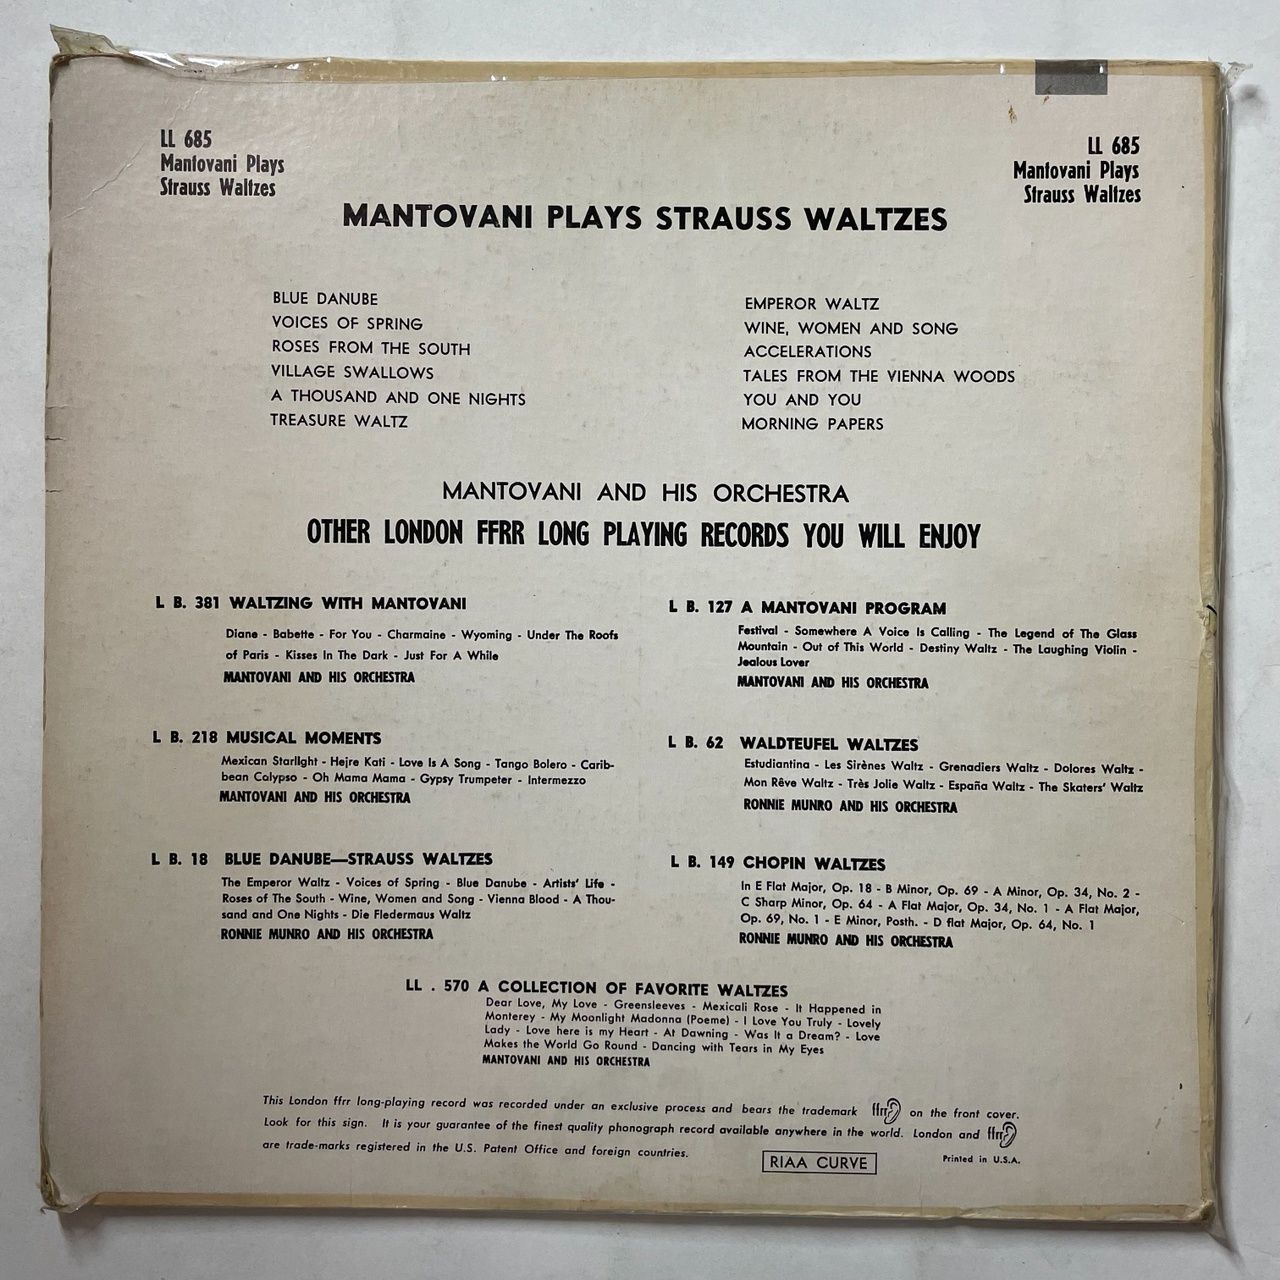 LL 685
Mantovani Plays
Strauss Waltzes
LL 685
Mantovani Plays
Strauss Waltzes
MANTOVANI PLAYS STRAUSS WALTZES
BLUE DANUBE
VOICES OF SPRING
ROSES FROM THE SOUTH
VILLAGE SWALLOWS
A THOUSAND AND ONE NIGHTS
TREASURE WALTZ
EMPEROR WALTZ
WINE, WOMEN AND SONG
ACCELERATIONS
TALES FROM THE VIENNA WOODS
YOU AND YOU
MORNING PAPERS
MANTOVANI AND HIS ORCHESTRA
OTHER LONDON FFRR LONG PLAYING RECORDS YOU WILL ENJOY
L B. 381 WALTZING WITH MANTOVANI
Diane - Babette - For You - Charmaine - Wyoming - Under The Roofs
of Paris - Kisses In The Dark - Just For A While
MANTOVANI AND HIS ORCHESTRA
L B. 218 MUSICAL MOMENTS
Mexican Starlight - Hejre Kati - Love Is A Song - Tango Bolero - Carib-
bean Calypso - Oh Mama Mama - Gypsy Trumpeter - Intermezzo
MANTOVANI AND HIS ORCHESTRA
L B. 18 BLUE DANUBE—STRAUSS WALTZES
The Emperor Waltz - Voices of Spring - Blue Danube - Artists' Life -
Roses of The South - Wine, Women and Song - Vienna Blood - A Thou-
sand and One Nights - Die Fledermaus Waltz
RONNIE MUNRO AND HIS ORCHESTRA
L B. 127 A MANTOVANI PROGRAM
Festival - Somewhere A Voice Is Calling - The Legend of The Glass
Mountain - Out of This World - Destiny Waltz - The Laughing Violin -
Jealous Lover
MANTOVANI AND HIS ORCHESTRA
L B. 62 WALDTEUFEL WALTZES
Estudiantina - Les Sirènes Waltz - Grenadiers Waltz - Dolores Waltz -
Mon Rêve Waltz - Très Jolie Waltz - España Waltz - The Skaters' Waltz
RONNIE MUNRO AND HIS ORCHESTRA
L B. 149 CHOPIN WALTZES
In E Flat Major, Op. 18 - B Minor, Op. 69 - A Minor, Op. 34, No. 2 -
C Sharp Minor, Op. 64 - A Flat Major, Op. 34, No. 1 - A Flat Major,
Op. 69, No. 1 - E Minor, Posth. - D flat Major, Op. 64, No. 1
RONNIE MUNRO AND HIS ORCHESTRA
LL . 570 A COLLECTION OF FAVORITE WALTZES
Dear Love, My Love - Greensleeves - Mexicali Rose - It Happened in
Monterey - My Moonlight Madonna (Poeme) - I Love You Truly - Lovely
Lady - Love here is my Heart - At Dawning - Was It a Dream? - Love
Makes the World Go Round - Dancing with Tears in My Eyes
MANTOVANI AND HIS ORCHESTRA
This London ffrr long-playing record was recorded under an exclusive process and bears the trademark ffrr on the front cover.
Look for this sign. It is your guarantee of the finest quality phonograph record available anywhere in the world. London and ffrr
are trade-marks registered in the U.S. Patent Office and foreign countries.
RIAA CURVE
Printed in U.S.A.